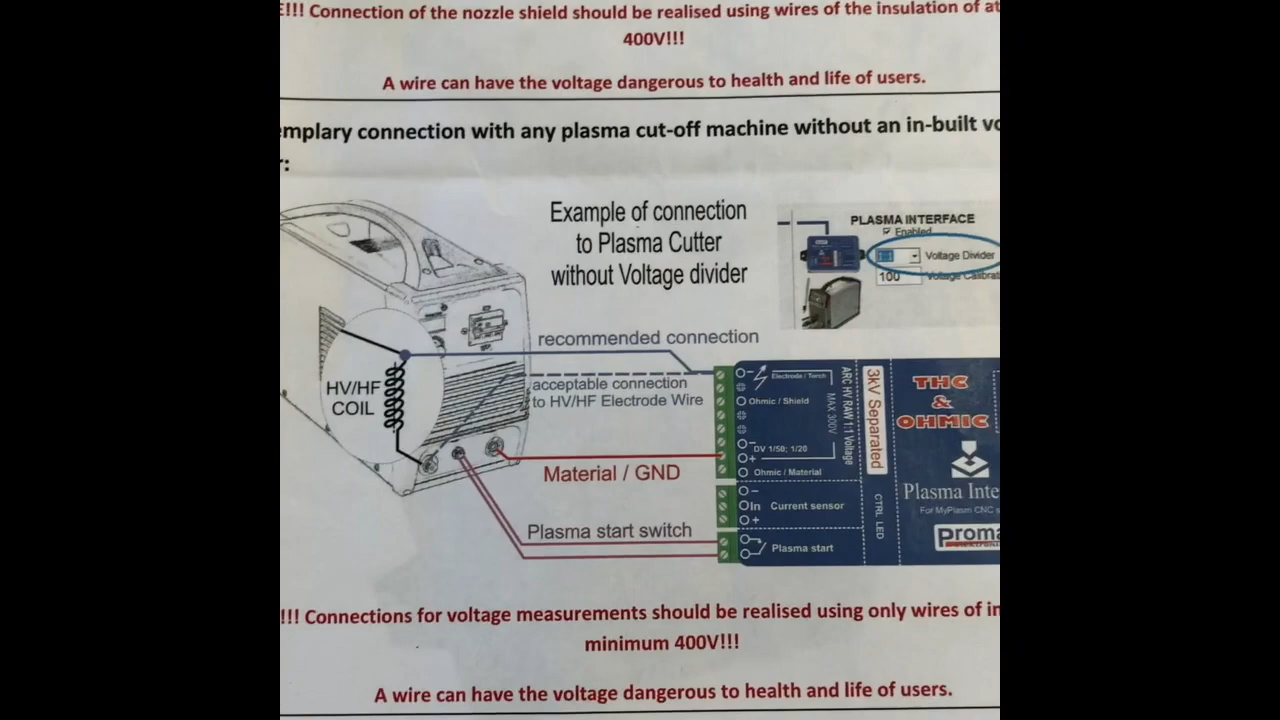 !!! Connection of the nozzle shield should be realised using wires of the insulation of at
400V!!!
A wire can have the voltage dangerous to health and life of users.
connection with any plasma cut-off machine without an in-built
r:
Example of connection
to Plasma Cutter
without Voltage divider
PLASMA INTERFACE
Enabled
Voltage Divider
100
recommended connection
HV/HF
COIL
acceptable connection
to HV/HF Electrode Wire
Material / GND
Plasma start switch
Electrode / Torch
Ohmic / Shield
DV 1/50; 1/20
Ohmic / Material
ARC HV RAW 1:1 Voltage
MAX 300V
- 
In Current sensor
+
Plasma start
3kV Separated
CTRL LED
THC
&
OHMIC
Plasma
For MyPlasm CNC
!!! Connections for voltage measurements should be realised using only wires of
minimum 400V!!!
A wire can have the voltage dangerous to health and life of users.